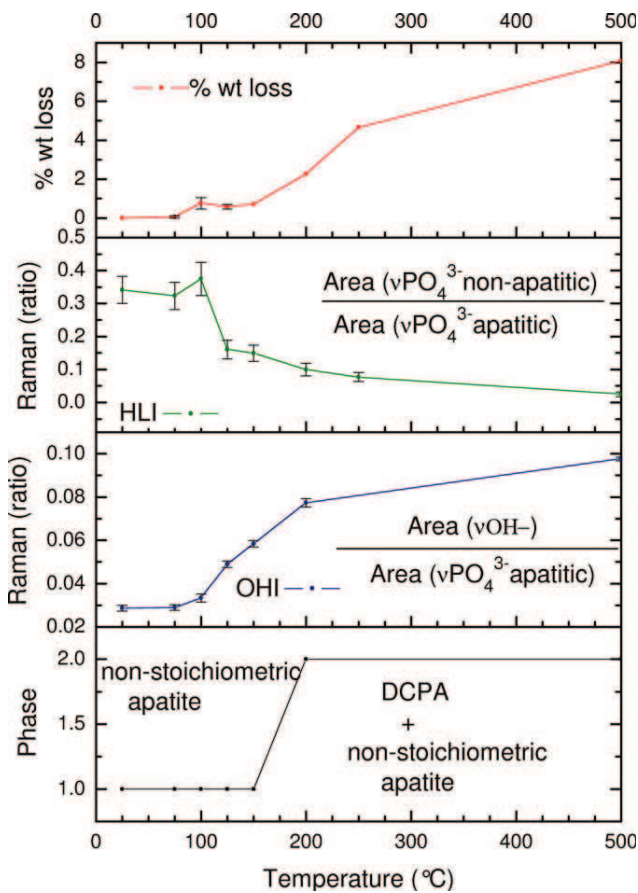 0 100 200 300 400 500
8
6
4
2
0
% wt loss
% wt loss
0.5
0.4
0.3
0.2
0.1
0.0
Raman (ratio)
Area (νPO₄³⁻non-apatitic)
Area (νPO₄³⁻apatitic)
HLI
0.10
0.08
0.06
0.04
0.02
Raman (ratio)
Area (νOH–)
Area (νPO₄³⁻apatitic)
OHI
2.0
1.5
1.0
Phase
non-stoichiometric
apatite
DCPA
+
non-stoichiometric
apatite
0 100 200 300 400 500
Temperature (°C)